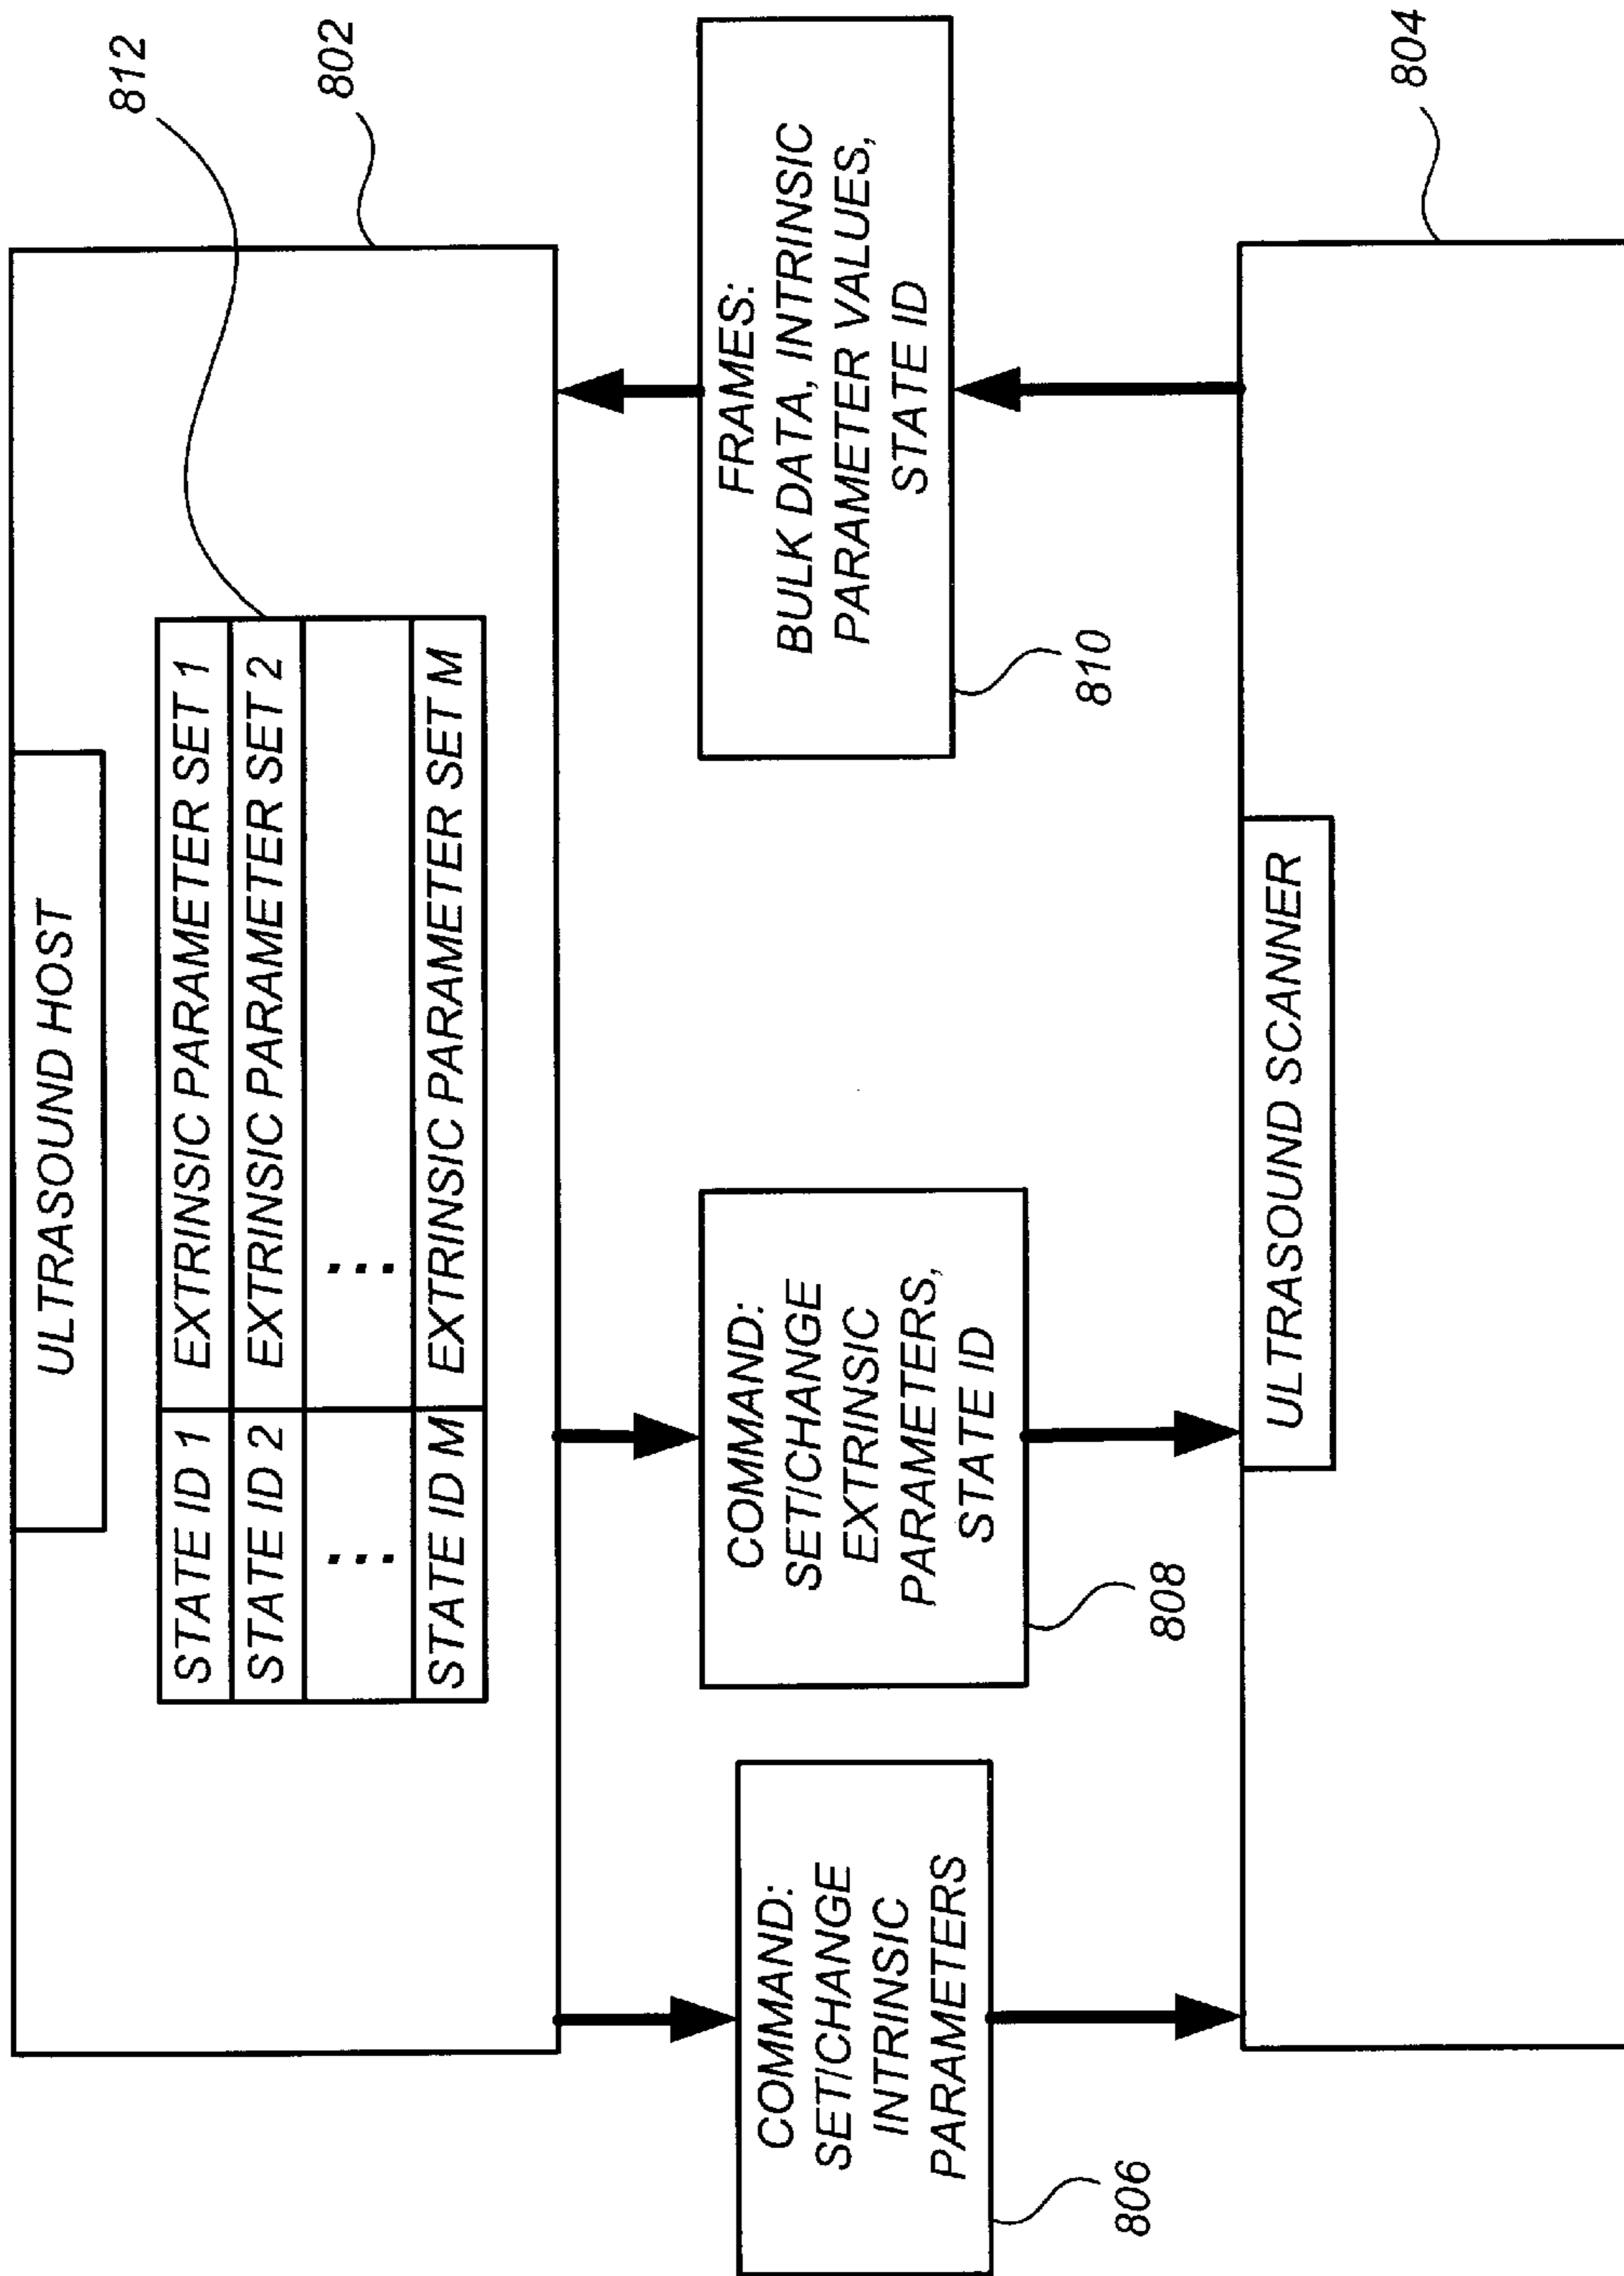 812
802
ULTRASOUND HOST
STATE ID 1 EXTRINSIC PARAMETER SET 1
STATE ID 2 EXTRINSIC PARAMETER SET 2
... ...
STATE ID M EXTRINSIC PARAMETER SET M
COMMAND:
SET/CHANGE
INTRINSIC
PARAMETERS
806
COMMAND:
SET/CHANGE
EXTRINSIC
PARAMETERS,
STATE ID
808
FRAMES:
BULK DATA, INTRINSIC
PARAMETER VALUES,
STATE ID
810
ULTRASOUND SCANNER
804